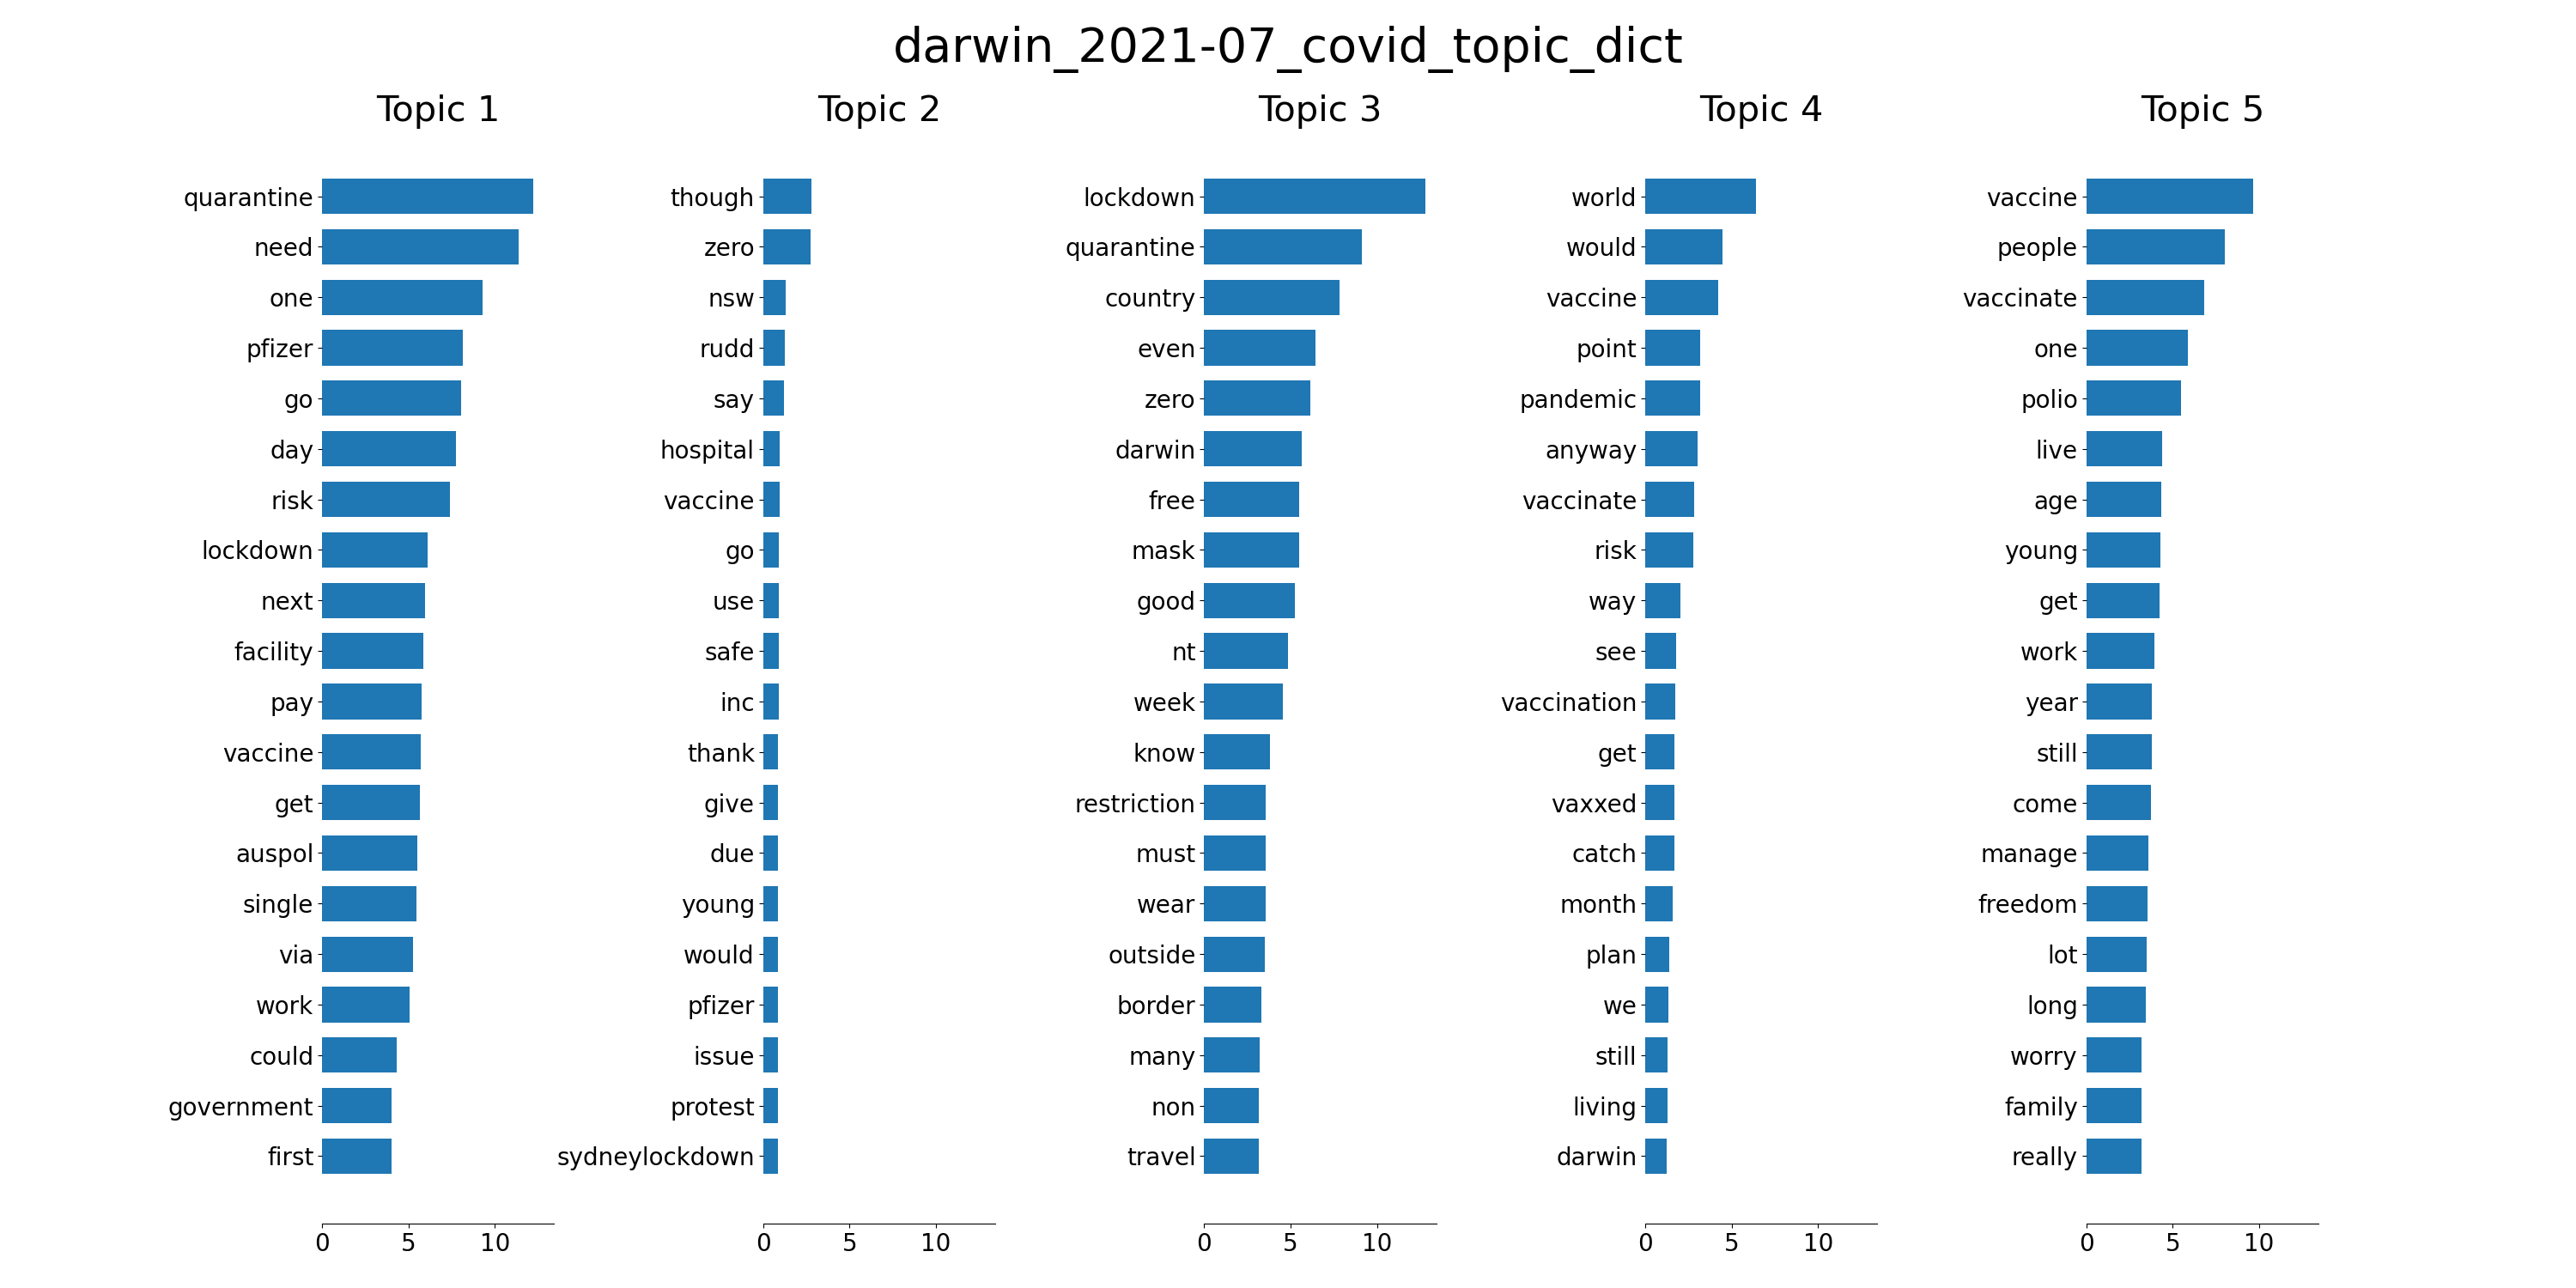 darwin_2021-07_covid_topic_dict
Topic 1
quarantine
need
one
pfizer
go
day
risk
lockdown
next
facility
pay
vaccine
get
auspol
single
via
work
could
government
first
0 5 10
Topic 2
though
zero
nsw
rudd
say
hospital
vaccine
go
use
safe
inc
thank
give
due
young
would
pfizer
issue
protest
sydneylockdown
0 5 10
Topic 3
lockdown
quarantine
country
even
zero
darwin
free
mask
good
nt
week
know
restriction
must
wear
outside
border
many
non
travel
0 5 10
Topic 4
world
would
vaccine
point
pandemic
anyway
vaccinate
risk
way
see
vaccination
get
vaxxed
catch
month
plan
we
still
living
darwin
0 5 10
Topic 5
vaccine
people
vaccinate
one
polio
live
age
young
get
work
year
still
come
manage
freedom
lot
long
worry
family
really
0 5 10